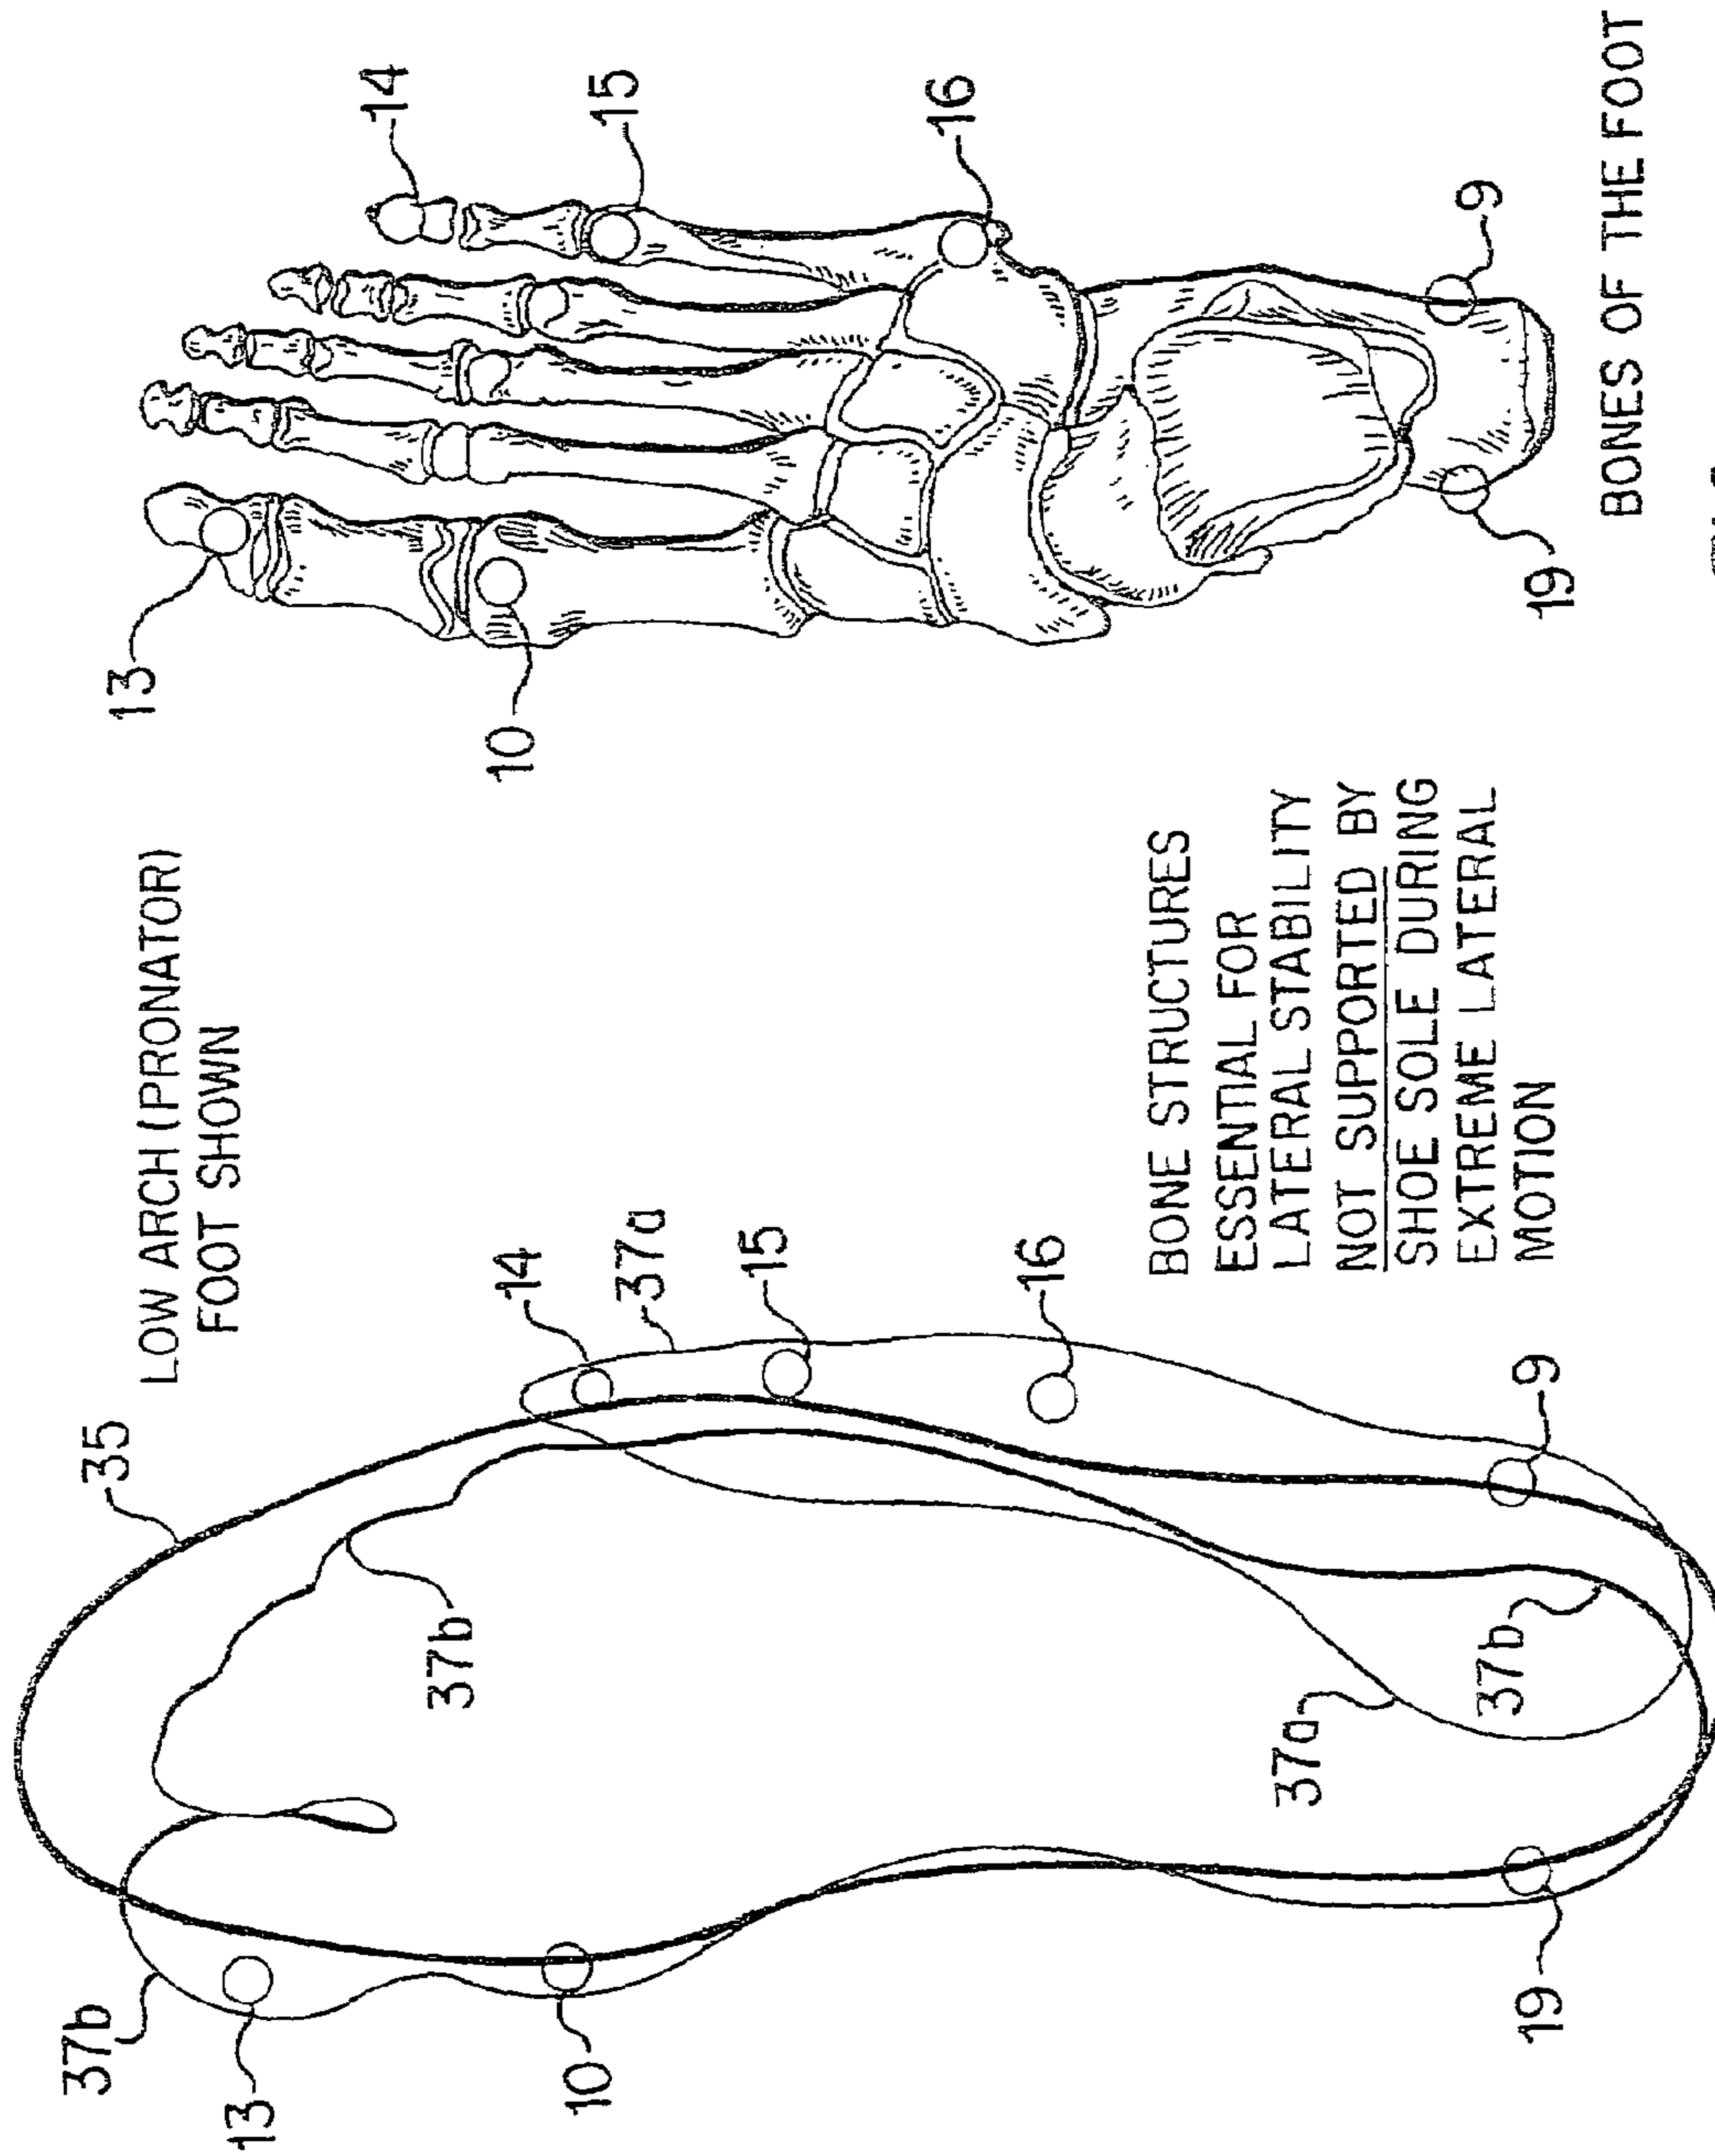 LOW ARCH (PRONATOR)
FOOT SHOWN
35
37b
13
10
37b
14
37a
15
16
37a
37b
9
19
BONE STRUCTURES
ESSENTIAL FOR
LATERAL STABILITY
NOT SUPPORTED BY
SHOE SOLE DURING
EXTREME LATERAL
MOTION
13
10
14
15
16
9
19
BONES OF THE FOOT